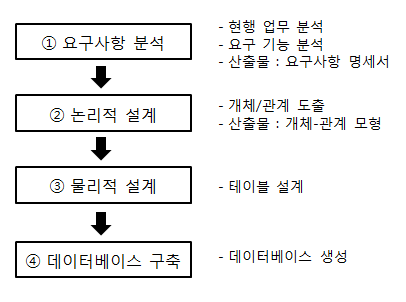 ① 요구사항 분석
- 현행 업무 분석
- 요구 기능 분석
- 산출물 : 요구사항 명세서
② 논리적 설계
- 개체/관계 도출
- 산출물 : 개체-관계 모형
③ 물리적 설계
- 테이블 설계
④ 데이터베이스 구축
- 데이터베이스 생성